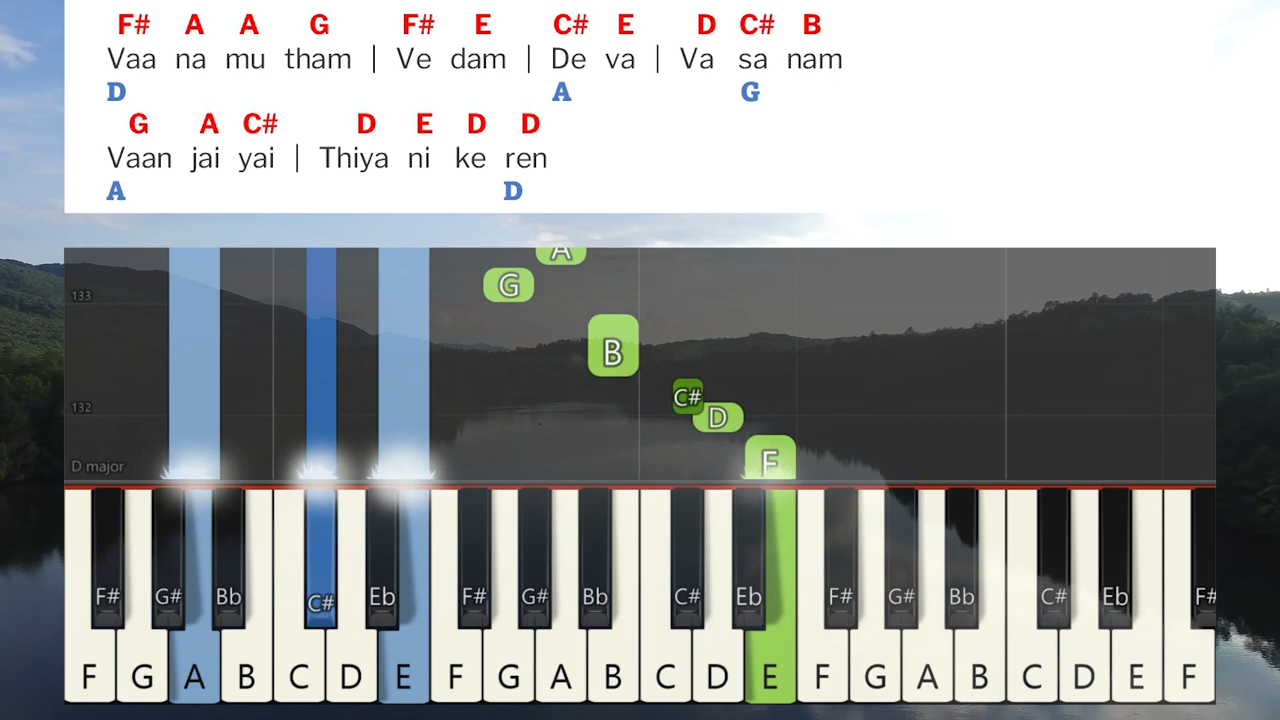 F# A A G F# E C# E D C# B
Vaa na mu tham | Ve dam | De va | Va sa nam
D A G
G A C# D E D D
Vaan jai yai | Thiya ni ke ren
A D
A
G
133
B
C#
132
D
D major
E
F# G# Bb C# Eb F# G# Bb C# Eb F# G# Bb C# Eb F#
F G A B C D E F G A B C D E F G A B C D E F